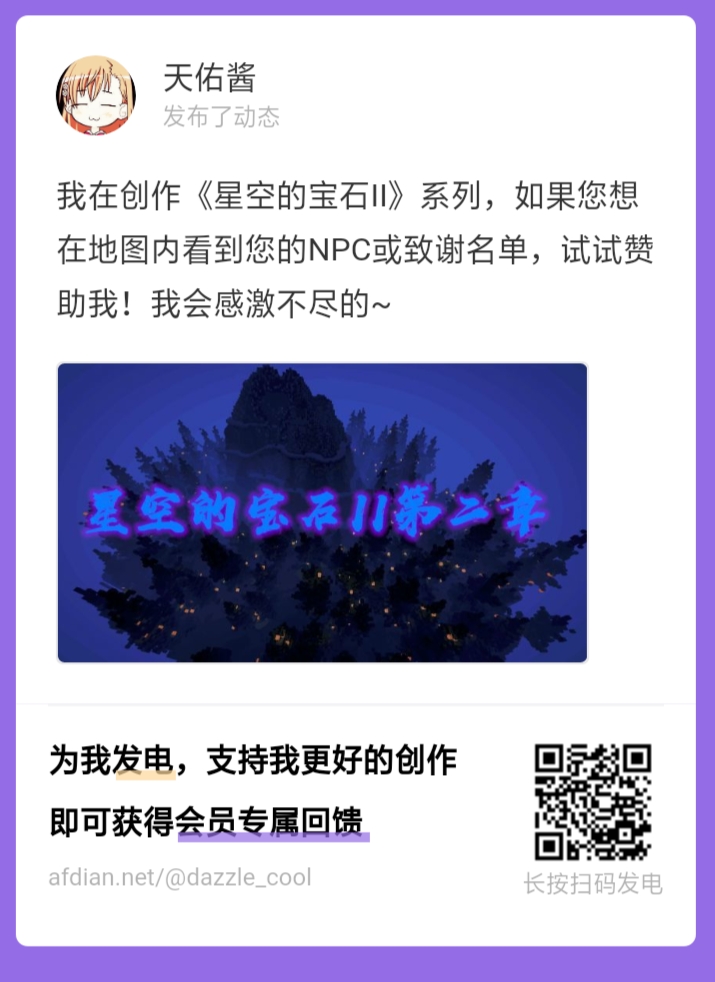 天佑酱
发布了动态
我在创作《星空的宝石II》系列，如果您想
在地图内看到您的NPC或致谢名单，试试赞
助我！我会感激不尽的~
星空的宝石II第二章
为我发电，支持我更好的创作
即可获得会员专属回馈
afdian.net/@dazzle_cool
长按扫码发电